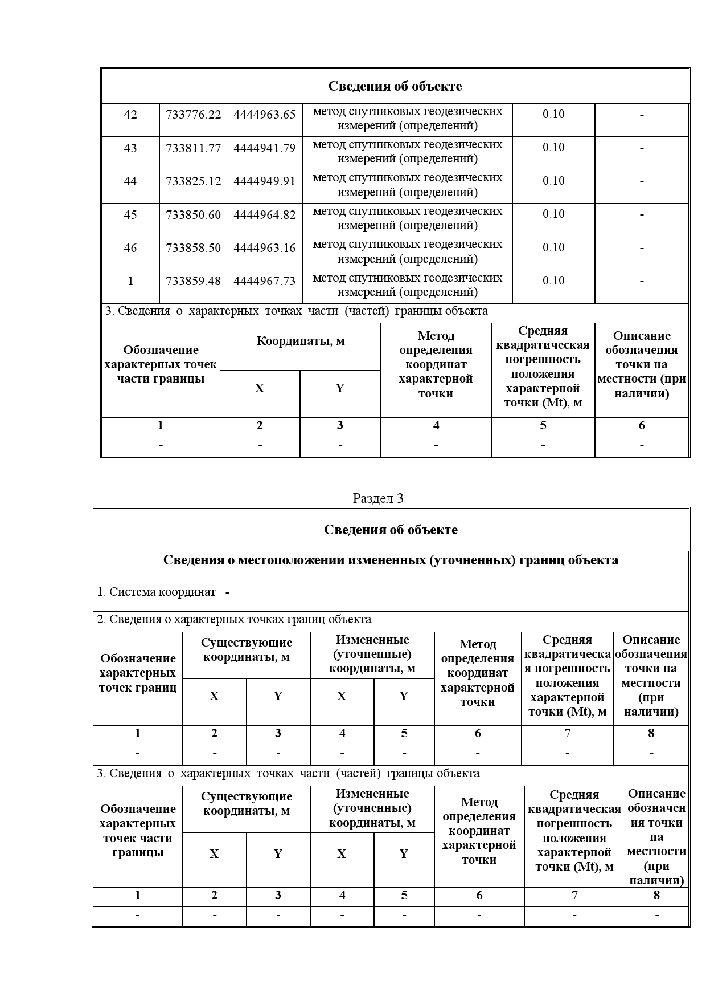 Сведения об объекте
42 733776.22 4444963.65 метод спутниковых геодезических измерений (определений) 0.10 -
43 733811.77 4444941.79 метод спутниковых геодезических измерений (определений) 0.10 -
44 733825.12 4444949.91 метод спутниковых геодезических измерений (определений) 0.10 -
45 733850.60 4444964.82 метод спутниковых геодезических измерений (определений) 0.10 -
46 733858.50 4444963.16 метод спутниковых геодезических измерений (определений) 0.10 -
1 733859.48 4444967.73 метод спутниковых геодезических измерений (определений) 0.10 -
3. Сведения о характерных точках части (частей) границы объекта
Обозначение
характерных точек
части границы
Координаты, м
X Y
Метод
определения
координат
характерной
точки
Средняя
квадратическая
погрешность
положения
характерной
точки (Mt), м
Описание
обозначения
точки на
местности (при
наличии)
1 2 3 4 5 6
- - - - - -
Раздел 3
Сведения об объекте
Сведения о местоположении измененных (уточненных) границ объекта
1. Система координат -
2. Сведения о характерных точках границ объекта
Обозначение
характерных
точек границ
Существующие
координаты, м
X Y
Измененные
(уточненные)
координаты, м
X Y
Метод
определения
координат
характерной
точки
Средняя
квадратическа
я погрешность
положения
характерной
точки (Mt), м
Описание
обозначения
точки на
местности
(при
наличии)
1 2 3 4 5 6 7 8
- - - - - - - -
3. Сведения о характерных точках части (частей) границы объекта
Обозначение
характерных
точек части
границы
Существующие
координаты, м
X Y
Измененные
(уточненные)
координаты, м
X Y
Метод
определения
координат
характерной
точки
Средняя
квадратическая
погрешность
положения
характерной
точки (Mt), м
Описание
обозначен
ия точки
на
местности
(при
наличии)
1 2 3 4 5 6 7 8
- - - - - - - -